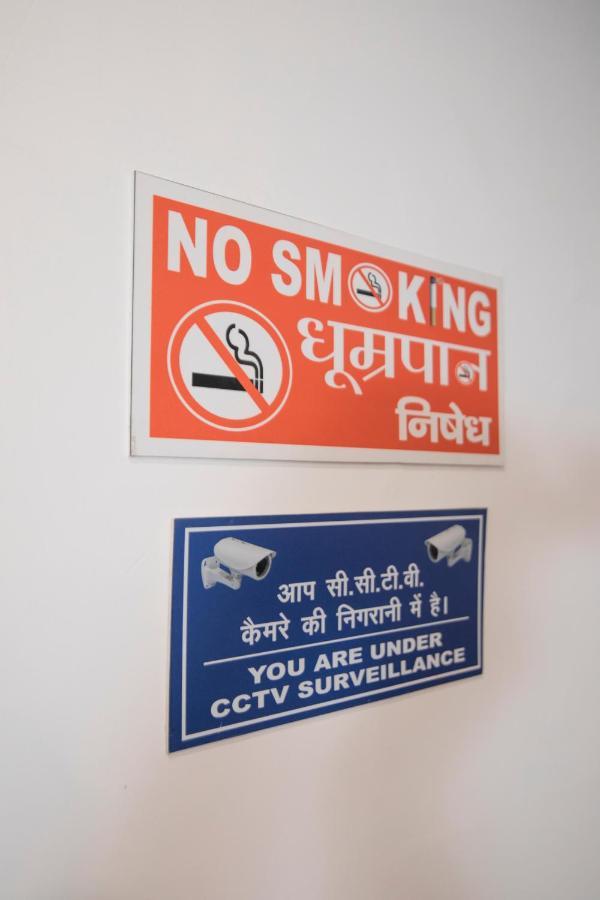 NO SMOKING
धूम्रपान
निषेध
आप सी.सी.टी.वी.
कैमरे की निगरानी में है।
YOU ARE UNDER
CCTV SURVEILLANCE